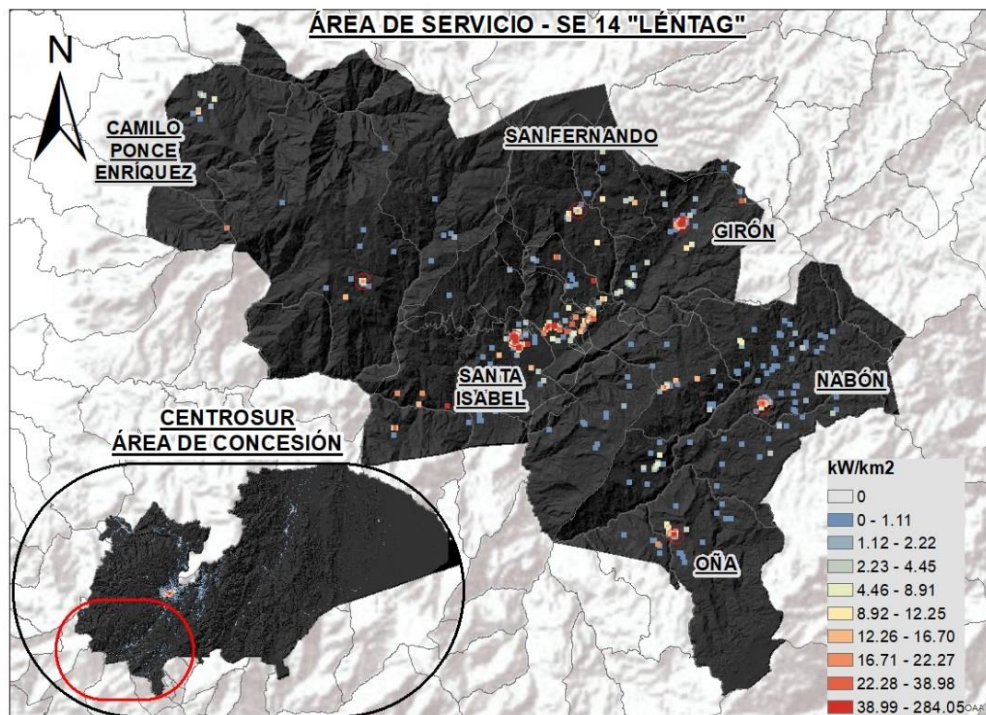 ÁREA DE SERVICIO - SE 14 "LÉNTAG"
N
CAMILO
PONCE
ENRÍQUEZ
SAN FERNANDO
GIRÓN
SANTA
ISABEL
NABÓN
OÑA
CENTROSUR
ÁREA DE CONCESIÓN
kW/km2
0
0 - 1.11
1.12 - 2.22
2.23 - 4.45
4.46 - 8.91
8.92 - 12.25
12.26 - 16.70
16.71 - 22.27
22.28 - 38.98
38.99 - 284.05
OAA